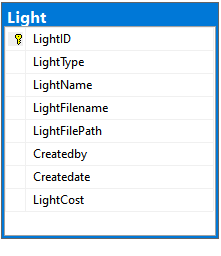 Light
LightID
LightType
LightName
LightFilename
LightFilePath
Createdby
Createdate
LightCost